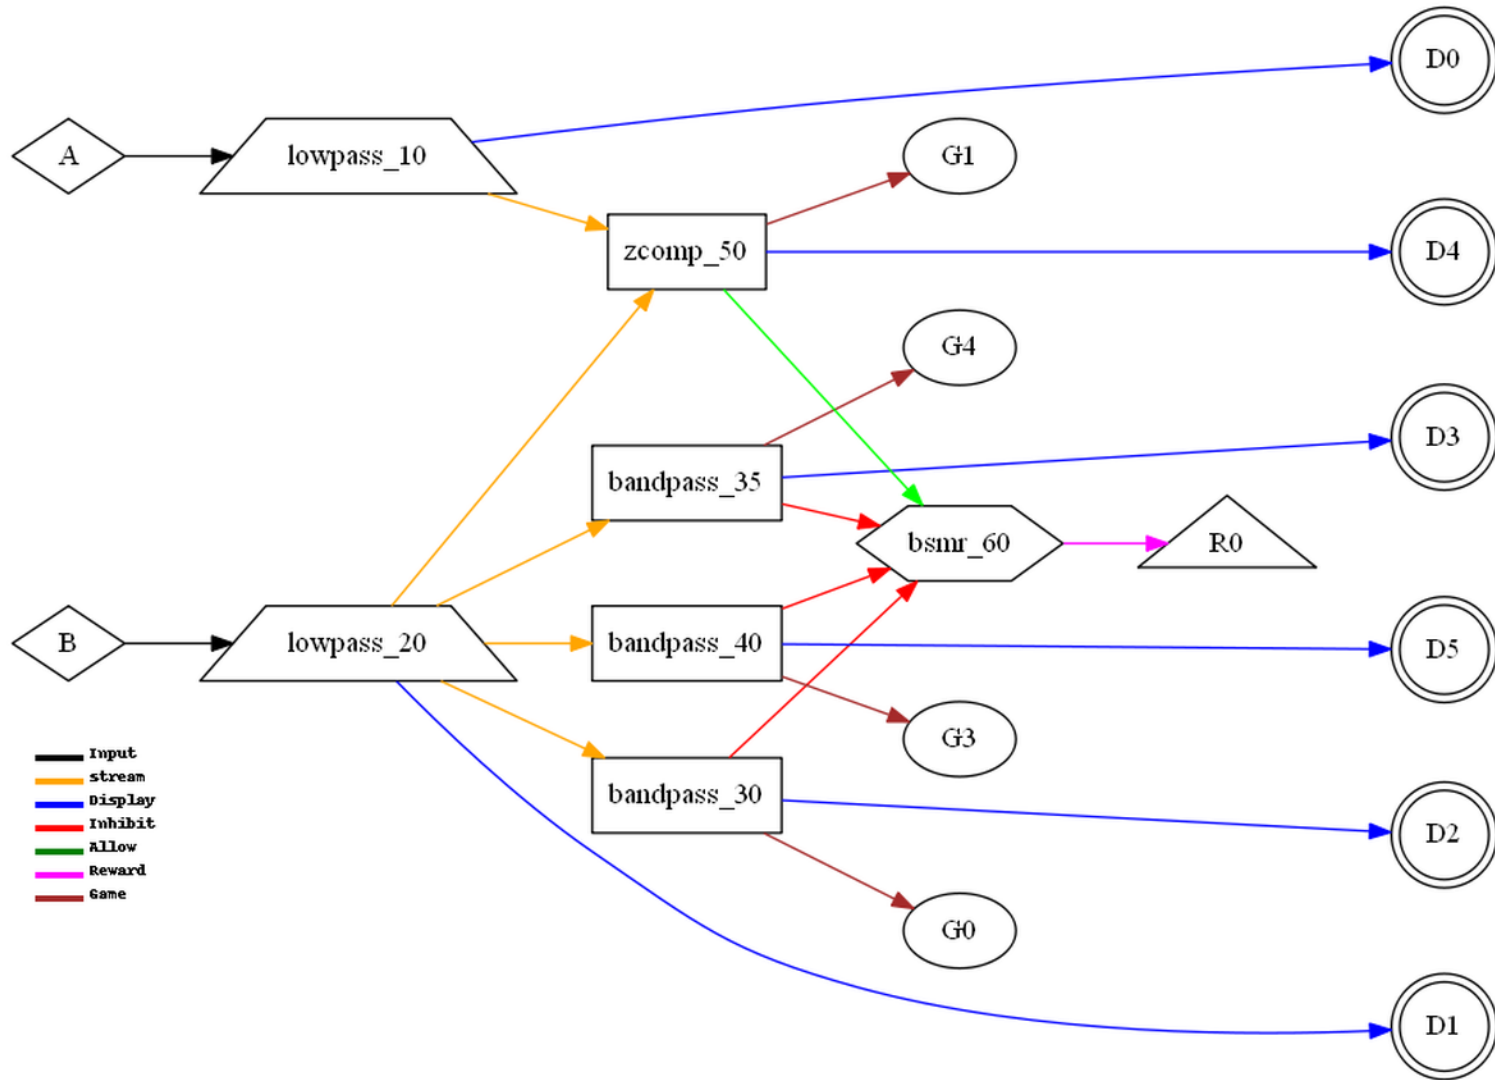 D0
A
lowpass_10
G1
zcomp_50
D4
G4
D3
bandpass_35
bsmr_60
R0
B
lowpass_20
bandpass_40
D5
G3
Input
stream
Display
Inhibit
Allow
Reward
Game
bandpass_30
D2
G0
D1